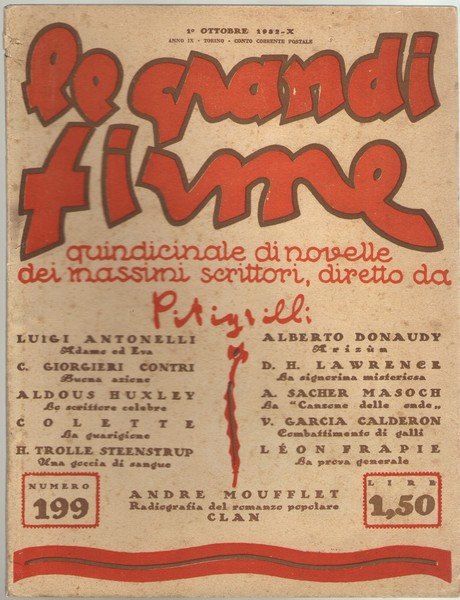 1º OTTOBRE 1932-X
ANNO IX - TORINO - CONTO CORRENTE POSTALE
le grandi
firme
quindicinale di novelle
dei massimi scrittori, diretto da
Pitigrilli
LUIGI ANTONELLI
Adamo ed Eva
C. GIORGIERI CONTRI
Buona azione
ALDOUS HUXLEY
Lo scrittore celebre
COLETTE
La guarigione
H. TROLLE STEENSTRUP
Una goccia di sangue
ALBERTO DONAUDY
Arizùm
D. H. LAWRENCE
La signorina misteriosa
A. SACHER MASOCH
La "Canzone delle onde„
V. GARCIA CALDERON
Combattimento di galli
LÉON FRAPIE
La prova generale
NUMERO
199
ANDRE MOUFFLET
Radiografia del romanzo popolare
CLAN
LIRE
1,50